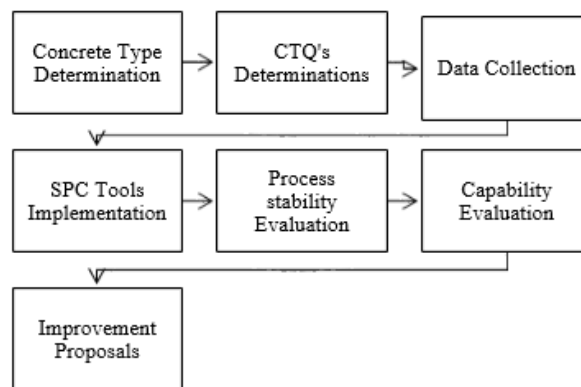 Concrete Type
Determination
CTQ's
Determinations
Data Collection
SPC Tools
Implementation
Process
stability
Evaluation
Capability
Evaluation
Improvement
Proposals